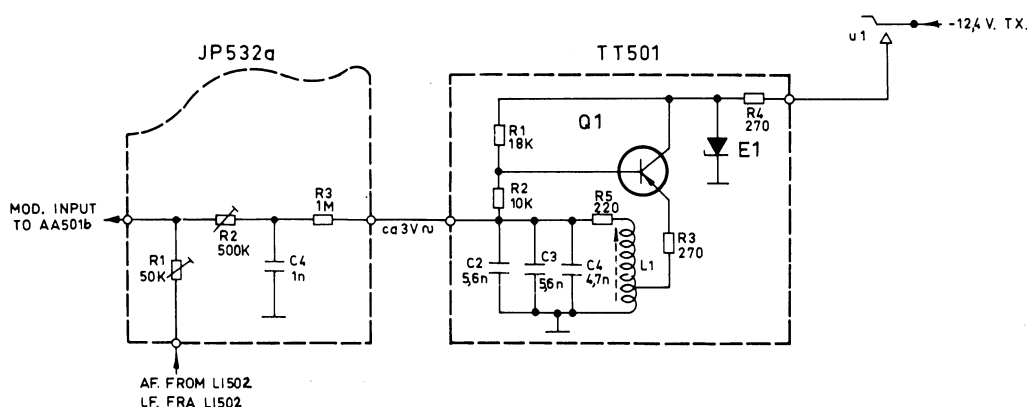 -12,4 V. TX.
u1
JP532a
TT501
Q1
R4
270
R1
18K
E1
R2
10K
R3
1M
R5
220
MOD. INPUT
TO AA501b
ca 3V~
R2
500K
R3
270
R1
50K
C4
1n
C2
5,6n
C3
5,6n
C4
4,7n
L1
AF. FROM LI502
LF. FRA LI502